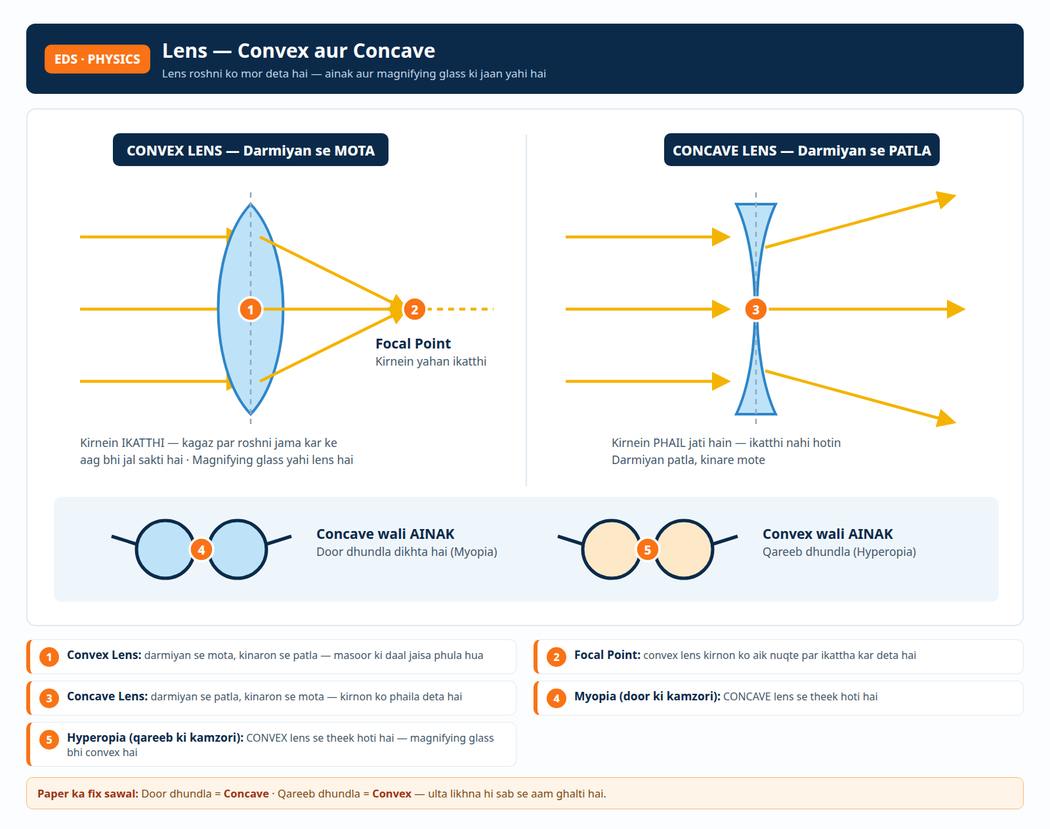 EDS · PHYSICS
Lens — Convex aur Concave
Lens roshni ko mor deta hai — ainak aur magnifying glass ki jaan yahi hai
CONVEX LENS — Darmiyan se MOTA
CONCAVE LENS — Darmiyan se PATLA
1
2
3
Focal Point
Kirnein yahan ikatthi
Kirnein IKATTHI — kagaz par roshni jama kar ke
aag bhi jal sakti hai · Magnifying glass yahi lens hai
Kirnein PHAIL jati hain — ikatthi nahi hotin
Darmiyan patla, kinare mote
4
Concave wali AINAK
Door dhundla dikhta hai (Myopia)
5
Convex wali AINAK
Qareeb dhundla (Hyperopia)
1 Convex Lens: darmiyan se mota, kinaron se patla — masoor ki daal jaisa phula hua
2 Focal Point: convex lens kirnon ko aik nuqte par ikattha kar deta hai
3 Concave Lens: darmiyan se patla, kinaron se mota — kirnon ko phaila deta hai
4 Myopia (door ki kamzori): CONCAVE lens se theek hoti hai
5 Hyperopia (qareeb ki kamzori): CONVEX lens se theek hoti hai — magnifying glass
bhi convex hai
Paper ka fix sawal: Door dhundla = Concave · Qareeb dhundla = Convex — ulta likhna hi sab se aam ghalti hai.